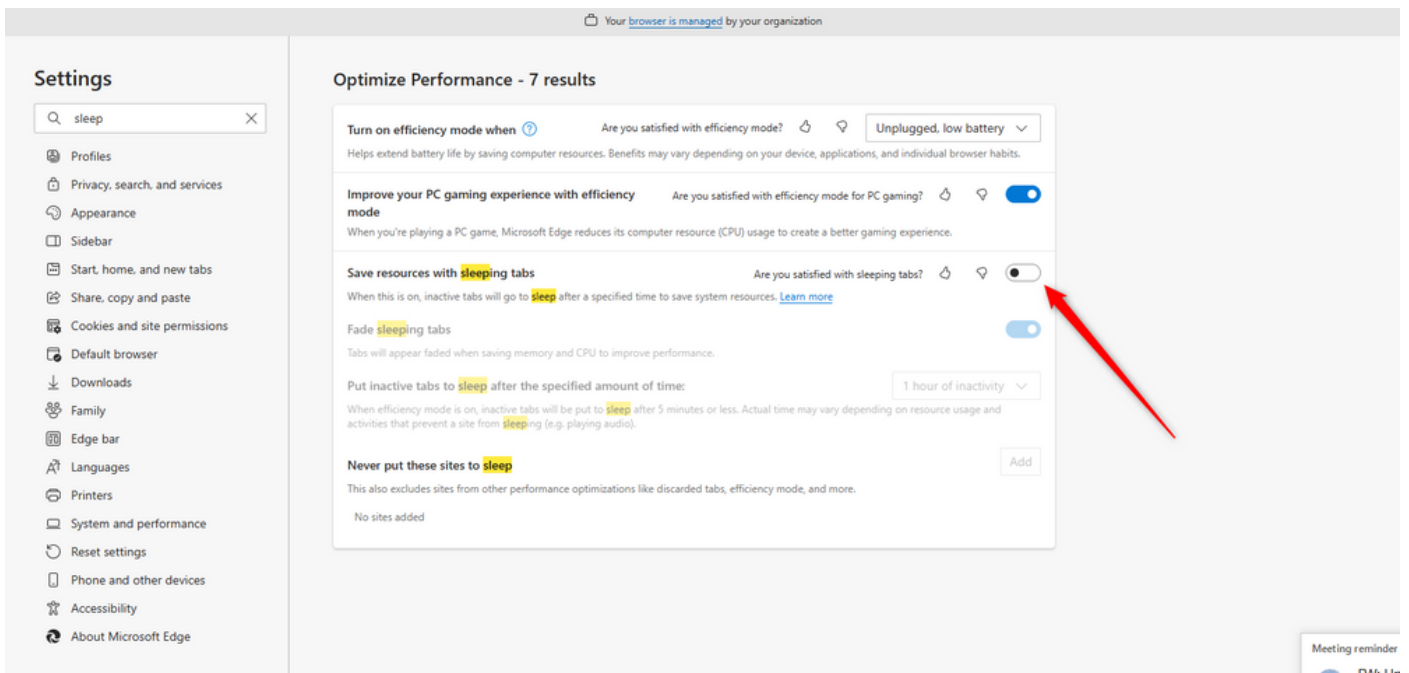 Your browser is managed by your organization
Settings
sleep
Profiles
Privacy, search, and services
Appearance
Sidebar
Start, home, and new tabs
Share, copy and paste
Cookies and site permissions
Default browser
Downloads
Family
Edge bar
Languages
Printers
System and performance
Reset settings
Phone and other devices
Accessibility
About Microsoft Edge
Optimize Performance - 7 results
Turn on efficiency mode when Are you satisfied with efficiency mode? Unplugged, low battery
Helps extend battery life by saving computer resources. Benefits may vary depending on your device, applications, and individual browser habits.
Improve your PC gaming experience with efficiency
mode
Are you satisfied with efficiency mode for PC gaming?
When you're playing a PC game, Microsoft Edge reduces its computer resource (CPU) usage to create a better gaming experience.
Save resources with sleeping tabs Are you satisfied with sleeping tabs?
When this is on, inactive tabs will go to sleep after a specified time to save system resources. Learn more
Fade sleeping tabs
Tabs will appear faded when saving memory and CPU to improve performance.
Put inactive tabs to sleep after the specified amount of time: 1 hour of inactivity
When efficiency mode is on, inactive tabs will be put to sleep after 5 minutes or less. Actual time may vary depending on resource usage and
activities that prevent a site from sleeping (e.g. playing audio).
Never put these sites to sleep Add
This also excludes sites from other performance optimizations like discarded tabs, efficiency mode, and more.
No sites added
Meeting reminder